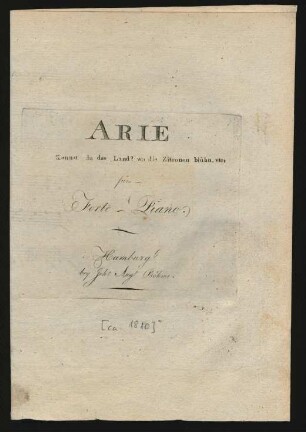 ARIE
Kennst du das Land? wo die Zitronen blühn, etc.
für
Forte-Piano.
Hamburg,
bey Joh: Aug: Böhme.
[ca. 1810]